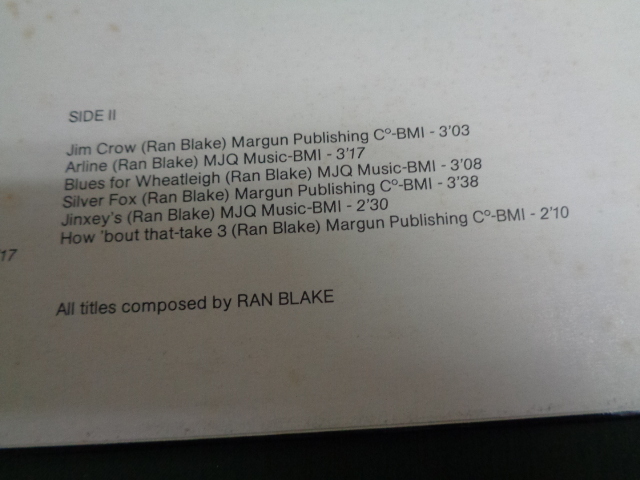 SIDE II
Jim Crow (Ran Blake) Margun Publishing Cº-BMI - 3'03
Arline (Ran Blake) MJQ Music-BMI - 3'17
Blues for Wheatleigh (Ran Blake) MJQ Music-BMI - 3'08
Silver Fox (Ran Blake) Margun Publishing Cº-BMI - 3'38
Jinxey's (Ran Blake) MJQ Music-BMI - 2'30
How 'bout that-take 3 (Ran Blake) Margun Publishing Cº-BMI - 2'10
'17
All titles composed by RAN BLAKE